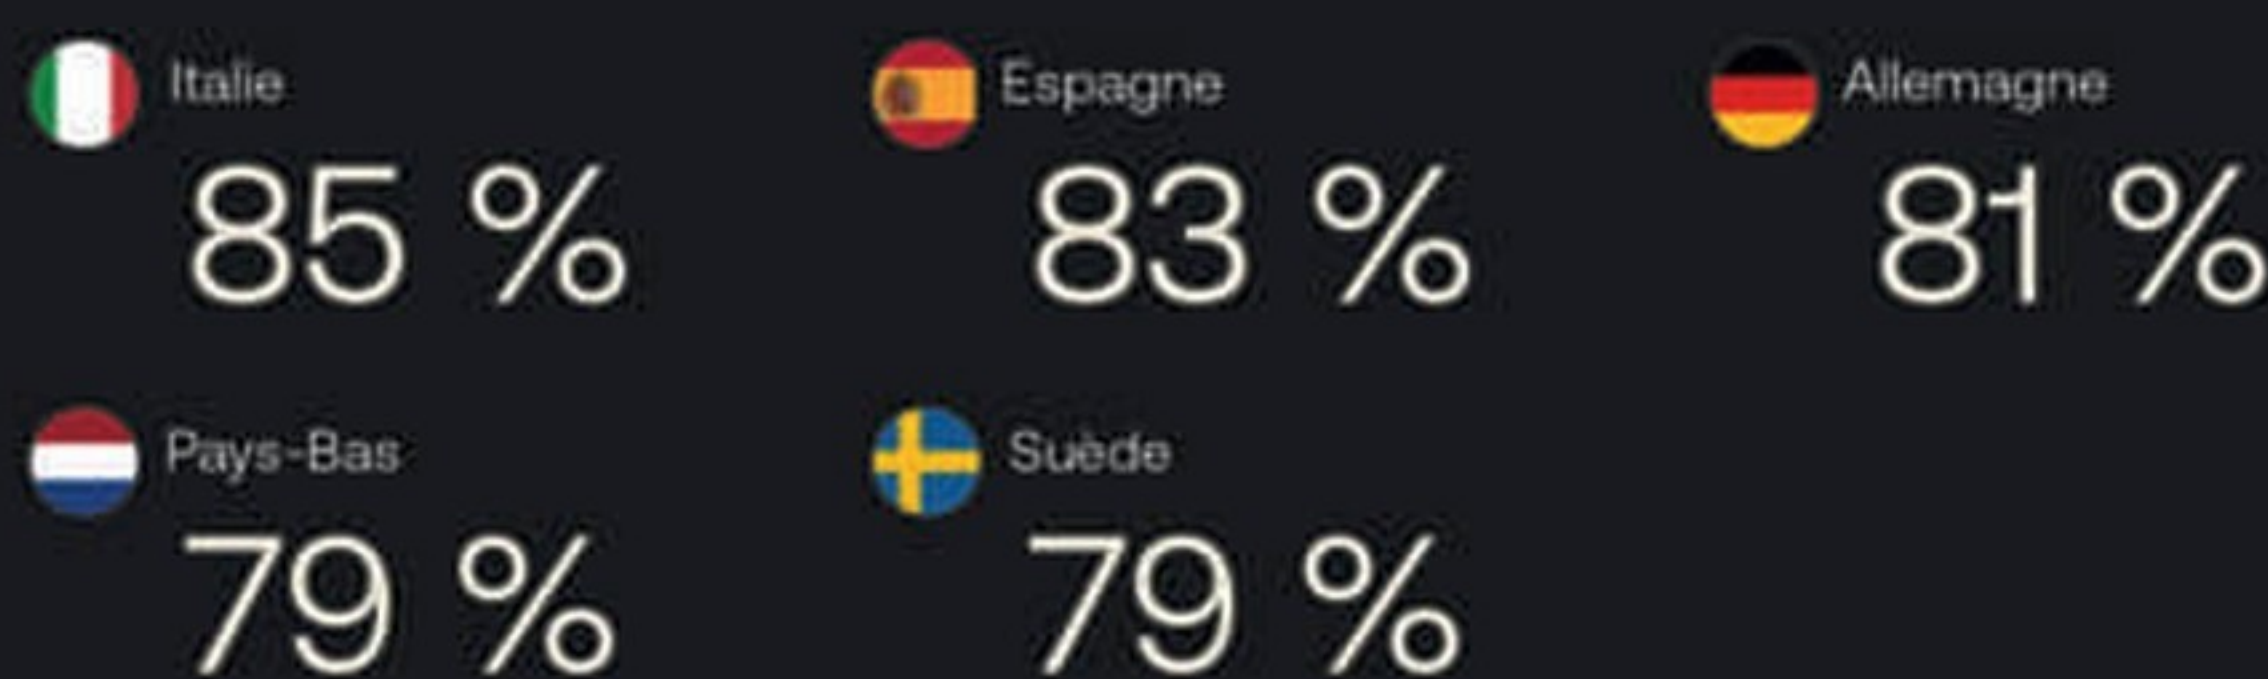 Italie
85 %
Espagne
83 %
Allemagne
81 %
Pays-Bas
79 %
Suède
79 %